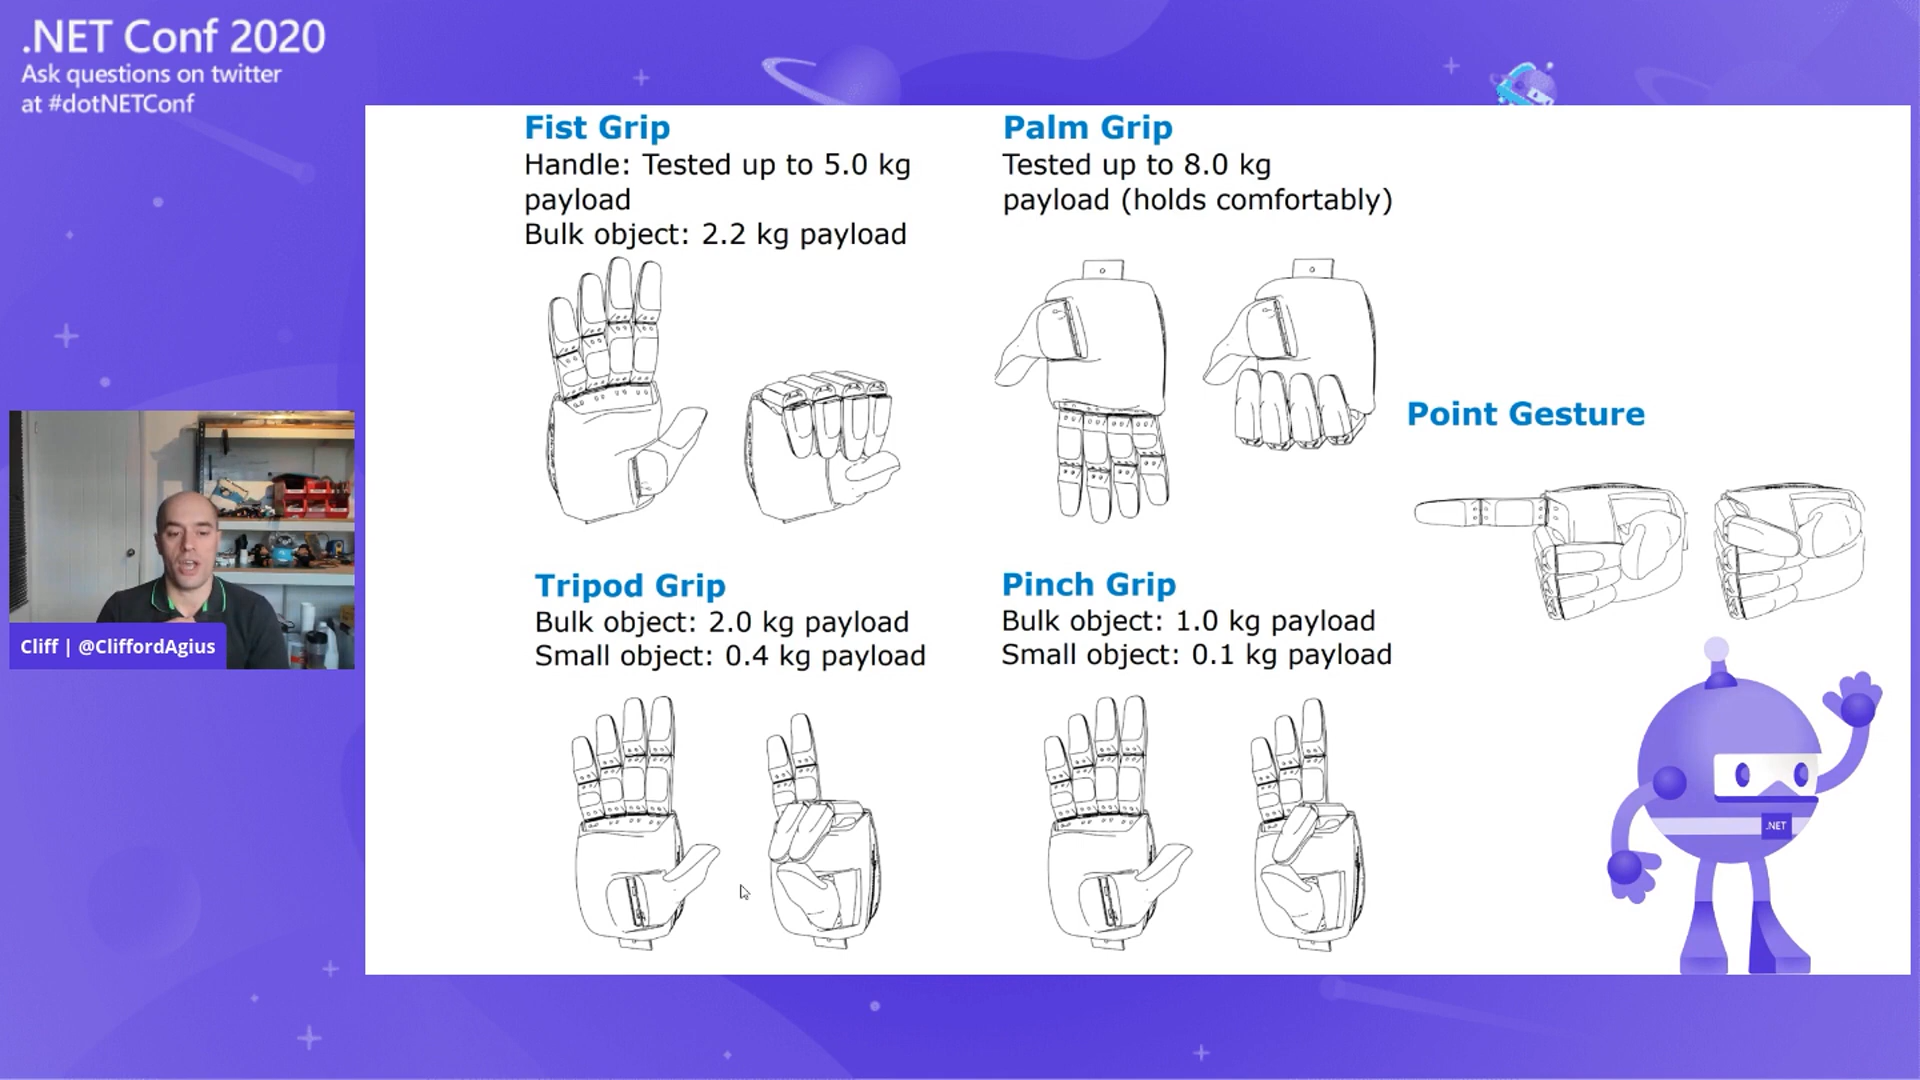 .NET Conf 2020
Ask questions on twitter
at #dotNETConf
Fist Grip
Handle: Tested up to 5.0 kg
payload
Bulk object: 2.2 kg payload
Palm Grip
Tested up to 8.0 kg
payload (holds comfortably)
Point Gesture
Tripod Grip
Bulk object: 2.0 kg payload
Small object: 0.4 kg payload
Pinch Grip
Bulk object: 1.0 kg payload
Small object: 0.1 kg payload
Cliff | @CliffordAgius
.NET